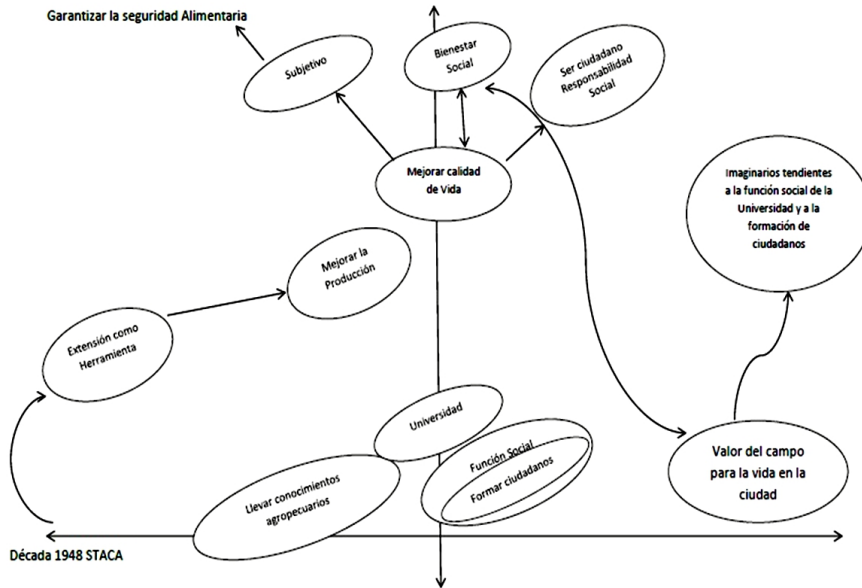 Garantizar la seguridad Alimentaria
Subjetivo
Bienestar
Social
Ser ciudadano
Responsabilidad
Social
Mejorar calidad
de Vida
Imaginarios tendientes
a la función social de la
Universidad y a la
formación de
ciudadanos
Mejorar la
Producción
Extensión como
Herramienta
Universidad
Función Social
Formar ciudadanos
Llevar conocimientos
agropecuarios
Valor del campo
para la vida en la
ciudad
Década 1948 STACA